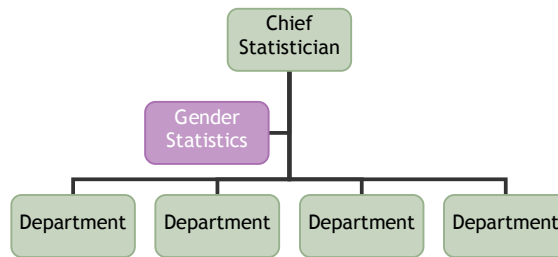 Chief
Statistician
Gender
Statistics
Department
Department
Department
Department